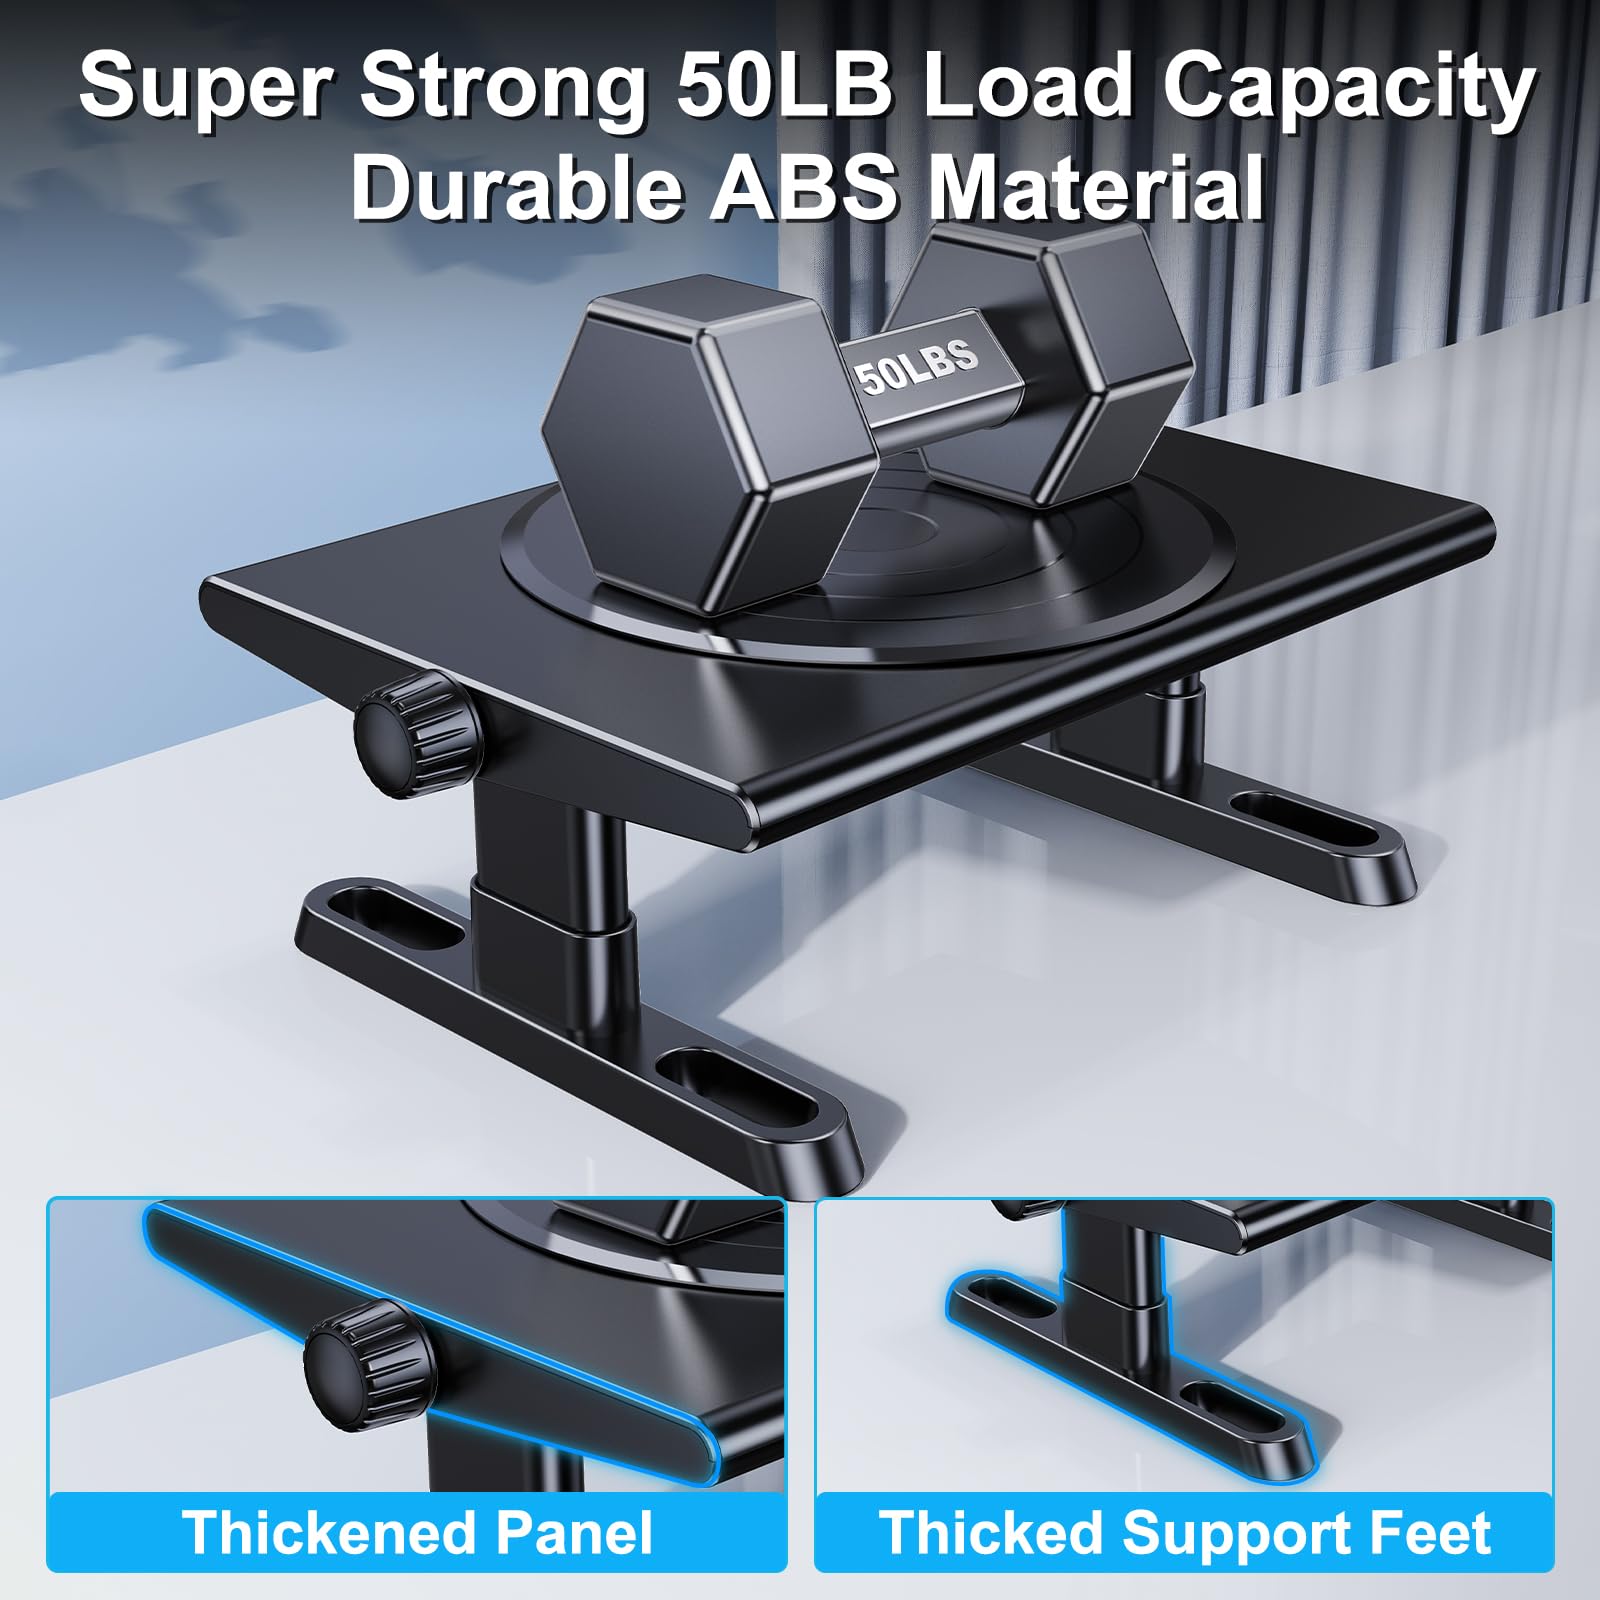 Super Strong 50LB Load Capacity
Durable ABS Material
50LBS
Thickened Panel
Thicked Support Feet